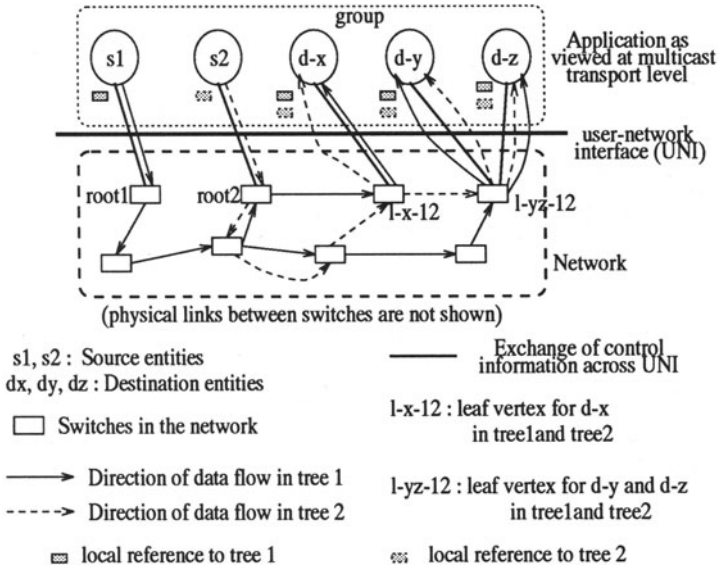 group
s1
s2
d-x
d-y
d-z
Application as
viewed at multicast
transport level
user-network
interface (UNI)
root1
root2
l-x-12
l-yz-12
Network
(physical links between switches are not shown)
s1, s2 : Source entities
dx, dy, dz : Destination entities
Switches in the network
Direction of data flow in tree 1
Direction of data flow in tree 2
local reference to tree 1
Exchange of control
information across UNI
l-x-12 : leaf vertex for d-x
in tree1and tree2
l-yz-12 : leaf vertex for d-y and d-z
in tree1and tree2
local reference to tree 2